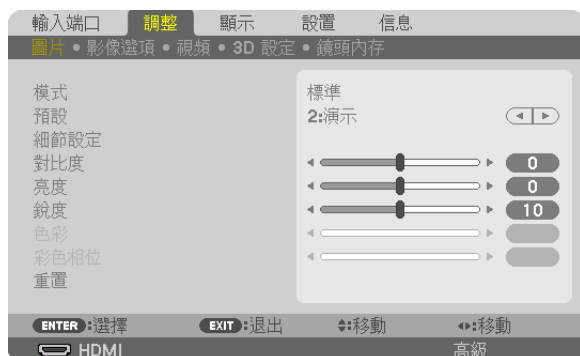 輸入端口 調整 顯示 設置 信息
圖片 • 影像選項 • 視頻 • 3D 設定 • 鏡頭內存
模式 標準
預設 2:演示
細節設定
對比度 0
亮度 0
銳度 10
色彩
彩色相位
重置
ENTER:選擇 EXIT:退出 :移動 :移動
HDMI 高級